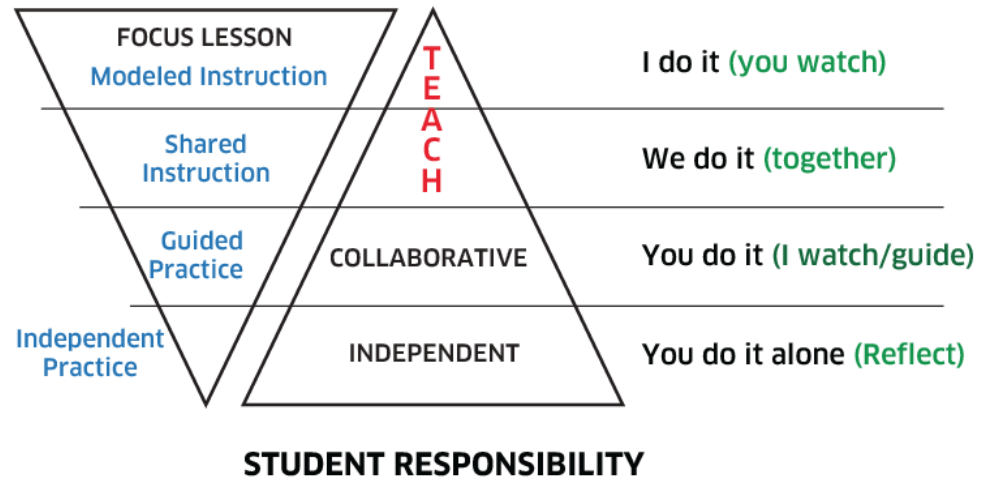 FOCUS LESSON
Modeled Instruction
T
E
A
C
H
I do it (you watch)
Shared
Instruction
We do it (together)
Guided
Practice
COLLABORATIVE
You do it (I watch/guide)
Independent
Practice
INDEPENDENT
You do it alone (Reflect)
STUDENT RESPONSIBILITY